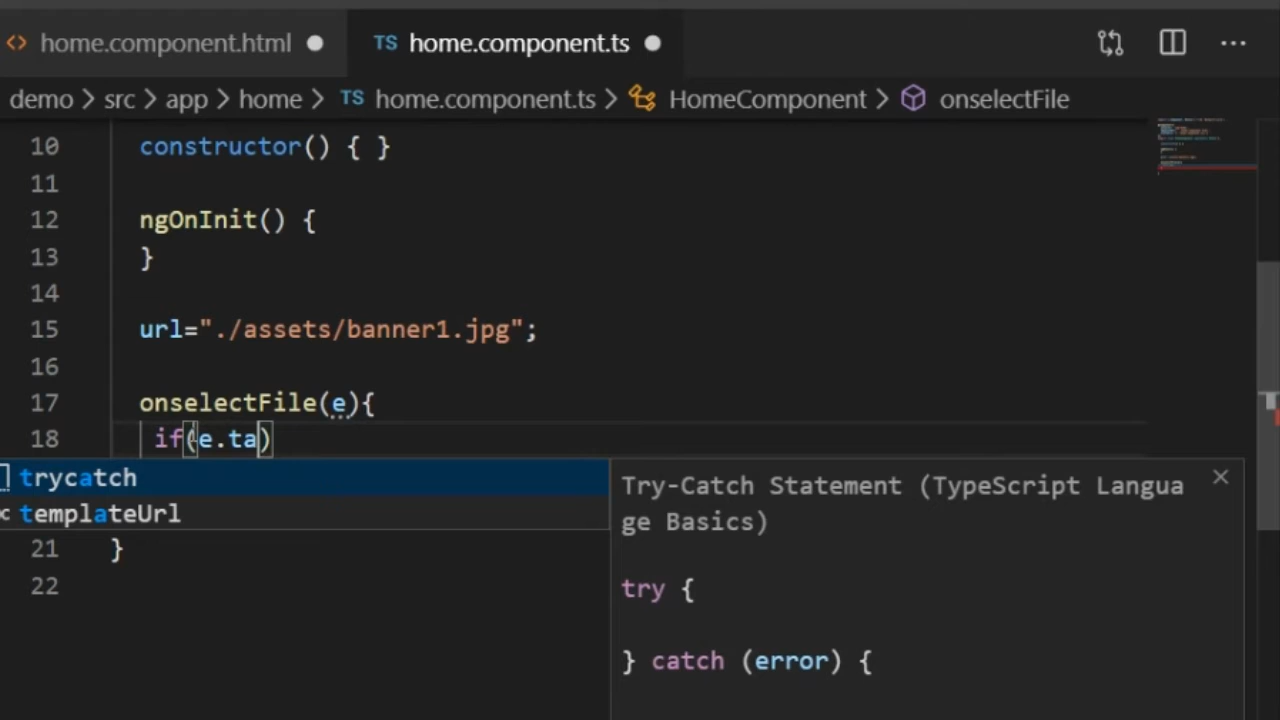 home.component.html TS home.component.ts
demo > src > app > home > TS home.component.ts > HomeComponent > onselectFile
10 constructor() { }
11
12 ngOnInit() {
13 }
14
15 url="./assets/banner1.jpg";
16
17 onselectFile(e){
18 if(e.ta)
trycatch
templateUrl
21 }
22
Try-Catch Statement (TypeScript Langua
ge Basics)
try {
} catch (error) {